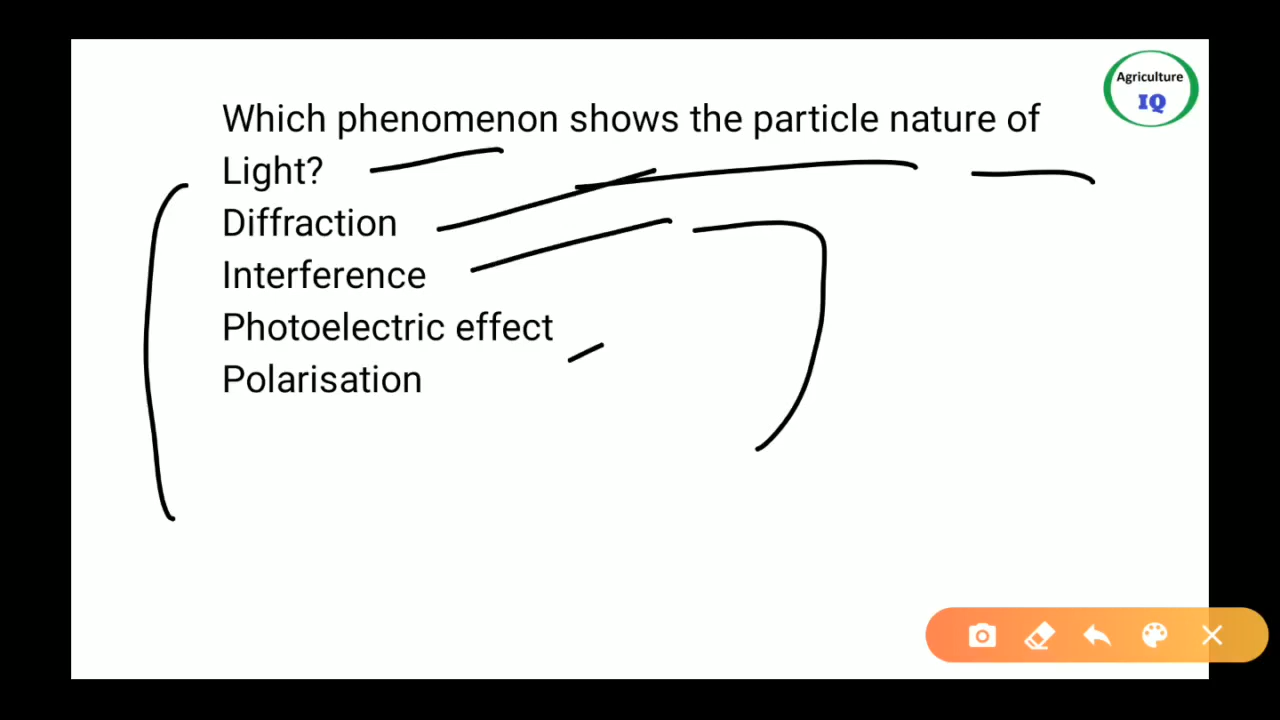 Agriculture
IQ
Which phenomenon shows the particle nature of
Light?
Diffraction
Interference
Photoelectric effect
Polarisation